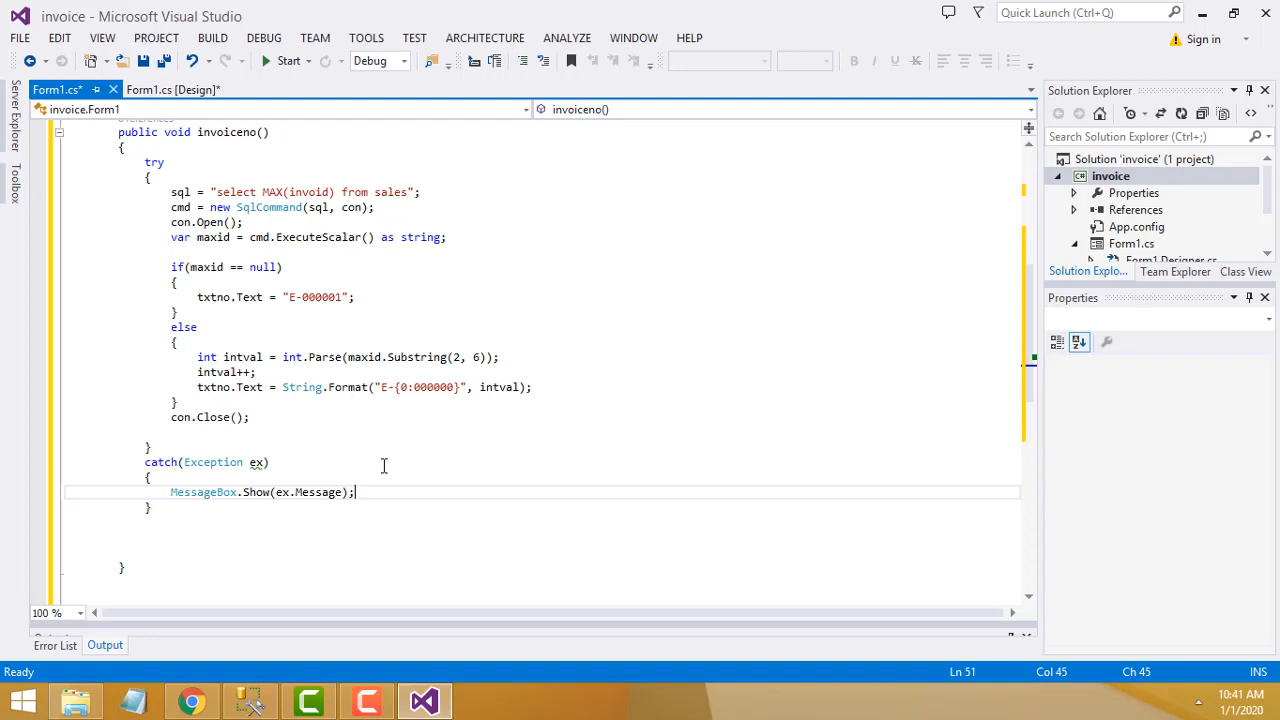 invoice - Microsoft Visual Studio
Quick Launch (Ctrl+Q)
FILE EDIT VIEW PROJECT BUILD DEBUG TEAM TOOLS TEST ARCHITECTURE ANALYZE WINDOW HELP
Sign in
Start Debug
Form1.cs* Form1.cs [Design]*
invoice.Form1 invoiceno()
Server Explorer
Toolbox
public void invoiceno()
{
try
{
sql = "select MAX(invoid) from sales";
cmd = new SqlCommand(sql, con);
con.Open();
var maxid = cmd.ExecuteScalar() as string;
if(maxid == null)
{
txtno.Text = "E-000001";
}
else
{
int intval = int.Parse(maxid.Substring(2, 6));
intval++;
txtno.Text = String.Format("E-{0:000000}", intval);
}
con.Close();
}
catch(Exception ex)
{
MessageBox.Show(ex.Message);
}
}
100 %
Error List Output
Solution Explorer
Search Solution Explorer (Ctrl+;)
Solution 'invoice' (1 project)
invoice
Properties
References
App.config
Form1.cs
Form1.Designer.cs
Solution Explo... Team Explorer Class View
Properties
Ready Ln 51 Col 45 Ch 45 INS
10:41 AM
1/1/2020